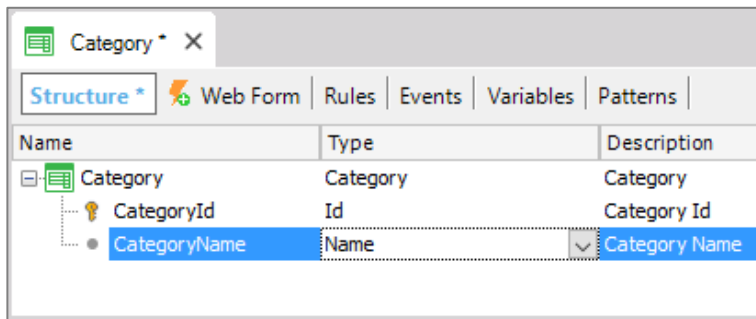 Category *
Structure * Web Form Rules Events Variables Patterns
Name Type Description
Category Category Category
CategoryId Id Category Id
CategoryName Name Category Name